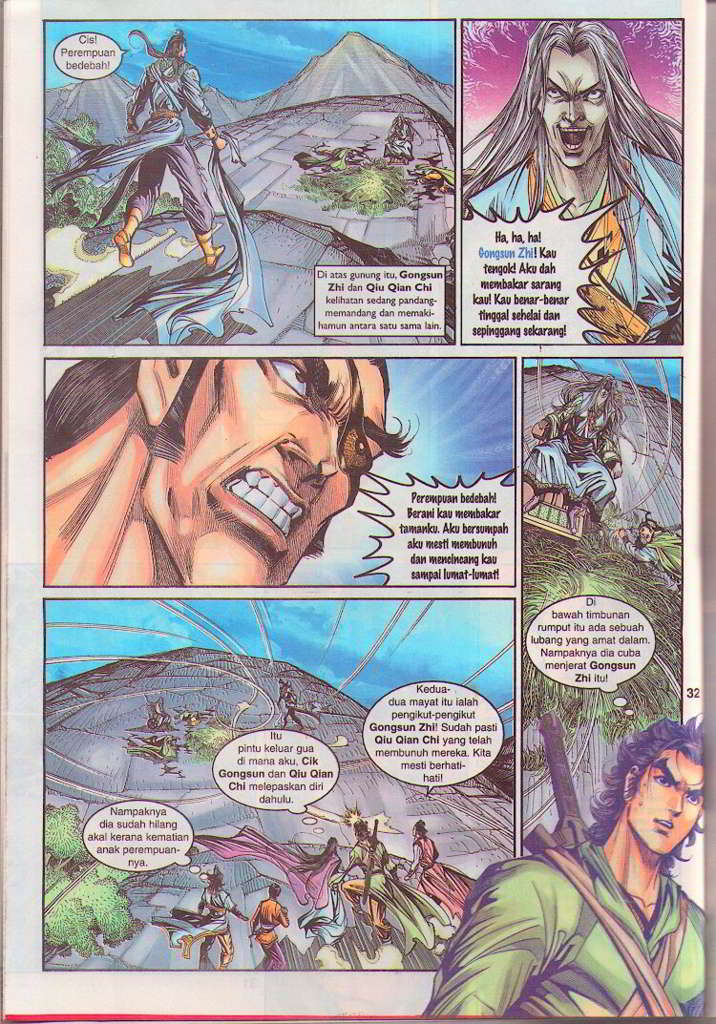 Cis!
Perempuan
bedebah!
Di atas gunung itu, Gongsun
Zhi dan Qiu Qian Chi
kelihatan sedang pandang-
memandang dan memaki-
hamun antara satu sama lain.
Ha, ha, ha!
Gongsun Zhi! Kau
tengok! Aku dah
membakar sarang
kau! Kau benar-benar
tinggal sehelai dan
sepinggang sekarang!
Perempuan bedebah!
Berani kau membakar
tamanku. Aku bersumpah
aku mesti membunuh
dan mencincang kau
sampai lumat-lumat!
Di
bawah timbunan
rumput itu ada sebuah
lubang yang amat dalam.
Nampaknya dia cuba
menjerat Gongsun
Zhi itu!
Kedua-
dua mayat itu ialah
pengikut-pengikut
Gongsun Zhi! Sudah pasti
Qiu Qian Chi yang telah
membunuh mereka. Kita
mesti berhati-
hati!
Itu
pintu keluar gua
di mana aku, Cik
Gongsun dan Qiu Qian
Chi melepaskan diri
dahulu.
Nampaknya
dia sudah hilang
akal kerana kematian
anak perempuan-
nya.
32